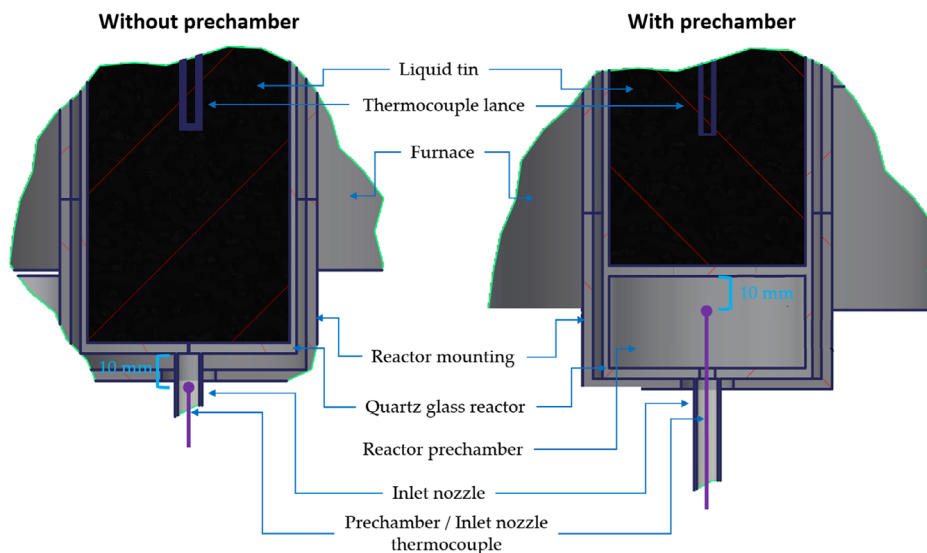 Without prechamber
With prechamber
Liquid tin
Thermocouple lance
Furnace
10 mm
10 mm
Reactor mounting
Quartz glass reactor
Reactor prechamber
Inlet nozzle
Prechamber / Inlet nozzle
thermocouple